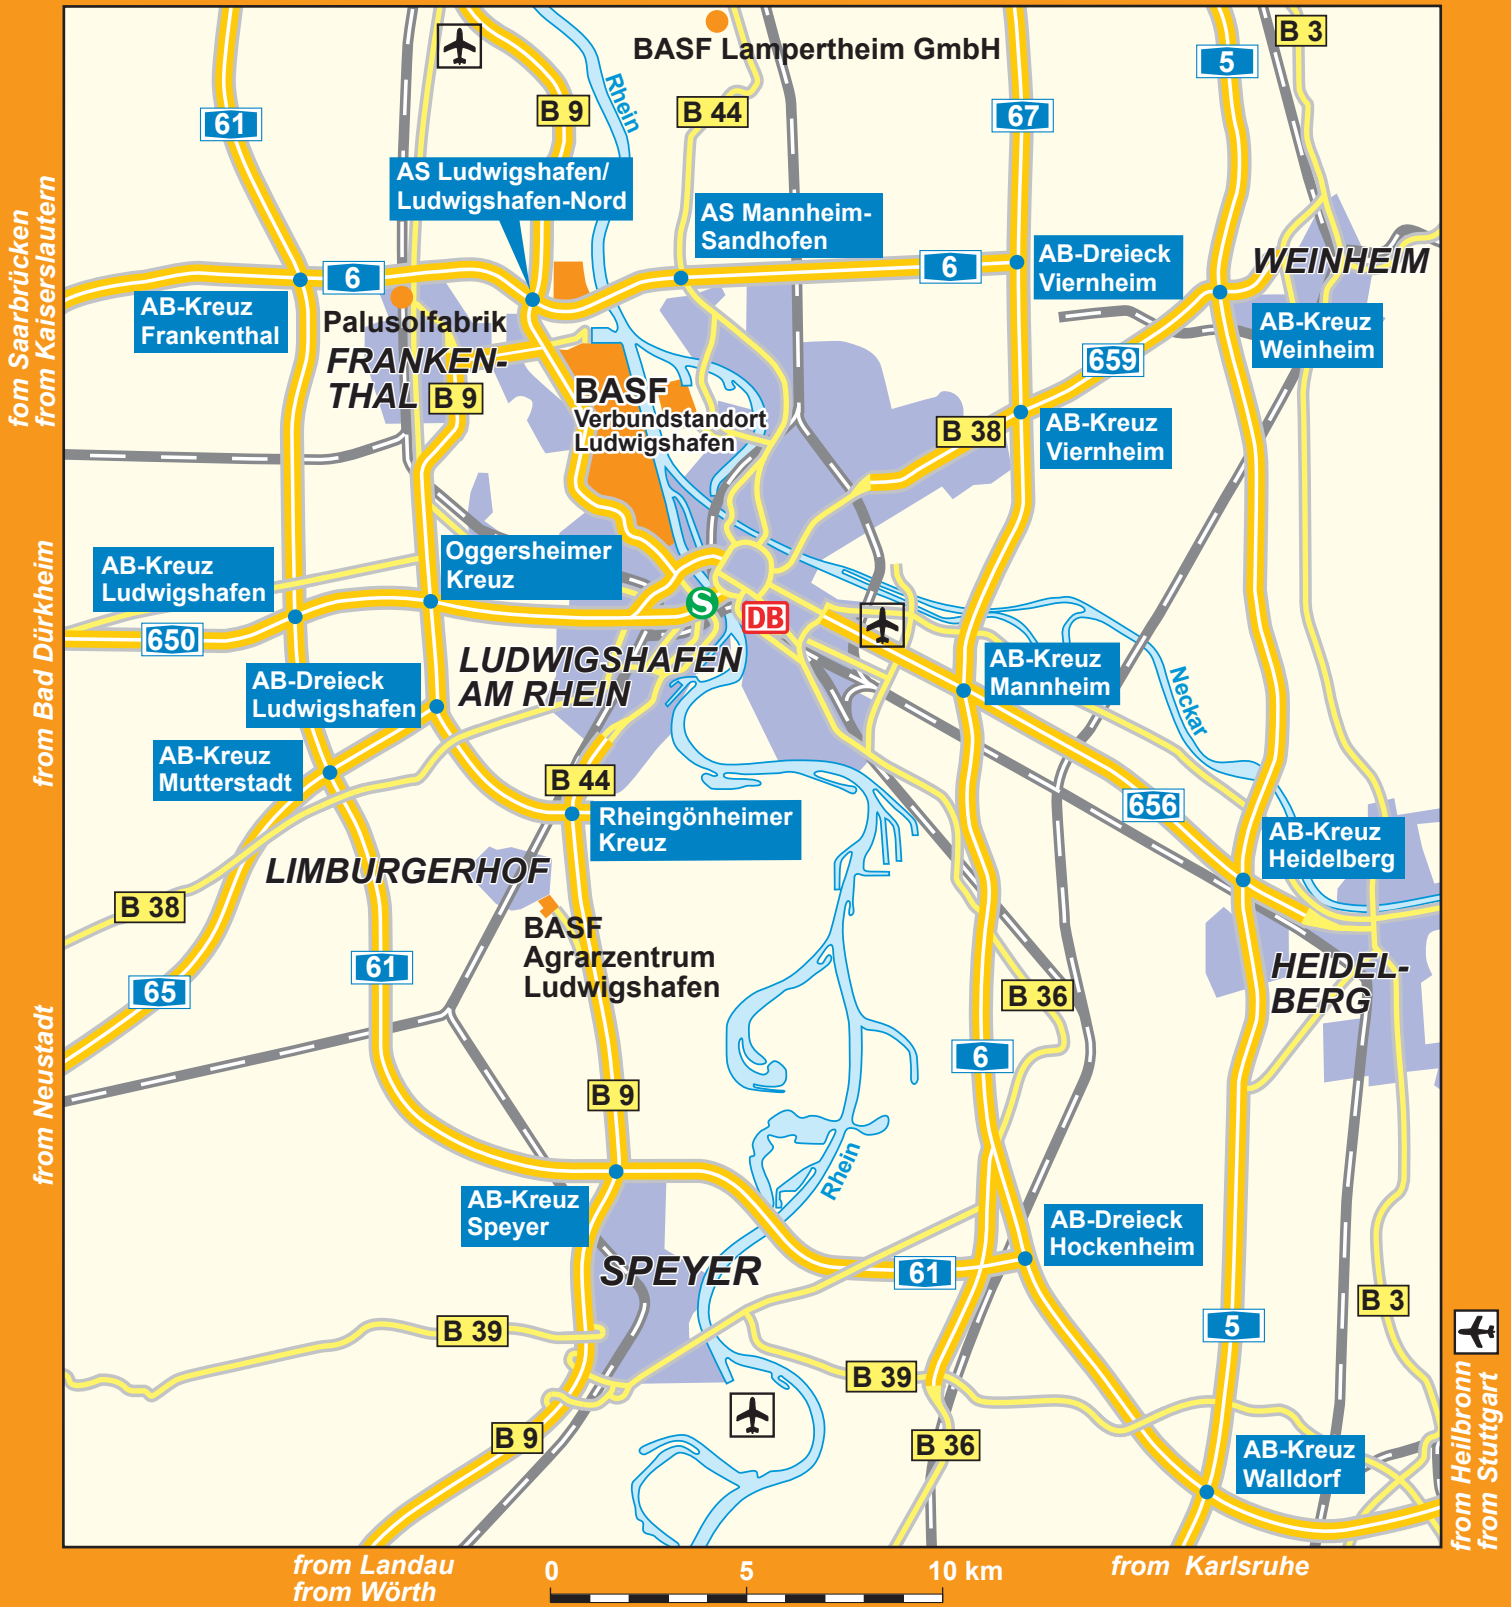 BASF Lampertheim GmbH
B 3
5
Rhein
B 9
B 44
67
61
AS Ludwigshafen/
Ludwigshafen-Nord
AS Mannheim-
Sandhofen
fom Saarbrücken
from Kaiserslautern
6
6
AB-Dreieck
Viernheim
WEINHEIM
AB-Kreuz
Frankenthal
Palusolfabrik
AB-Kreuz
Weinheim
FRANKEN-
THAL
B 9
659
BASF
Verbundstandort
Ludwigshafen
B 38
AB-Kreuz
Viernheim
from Bad Dürkheim
AB-Kreuz
Ludwigshafen
Oggersheimer
Kreuz
S
DB
650
LUDWIGSHAFEN
AM RHEIN
AB-Kreuz
Mannheim
Neckar
AB-Dreieck
Ludwigshafen
AB-Kreuz
Mutterstadt
B 44
Rheingönheimer
Kreuz
656
AB-Kreuz
Heidelberg
LIMBURGERHOF
B 38
BASF
Agrarzentrum
Ludwigshafen
61
65
B 36
HEIDEL-
BERG
from Neustadt
6
B 9
Rhein
AB-Kreuz
Speyer
AB-Dreieck
Hockenheim
SPEYER
61
B 3
5
B 39
B 39
B 9
B 36
AB-Kreuz
Walldorf
from Heilbronn
from Stuttgart
from Landau
from Wörth
0 5 10 km
from Karlsruhe